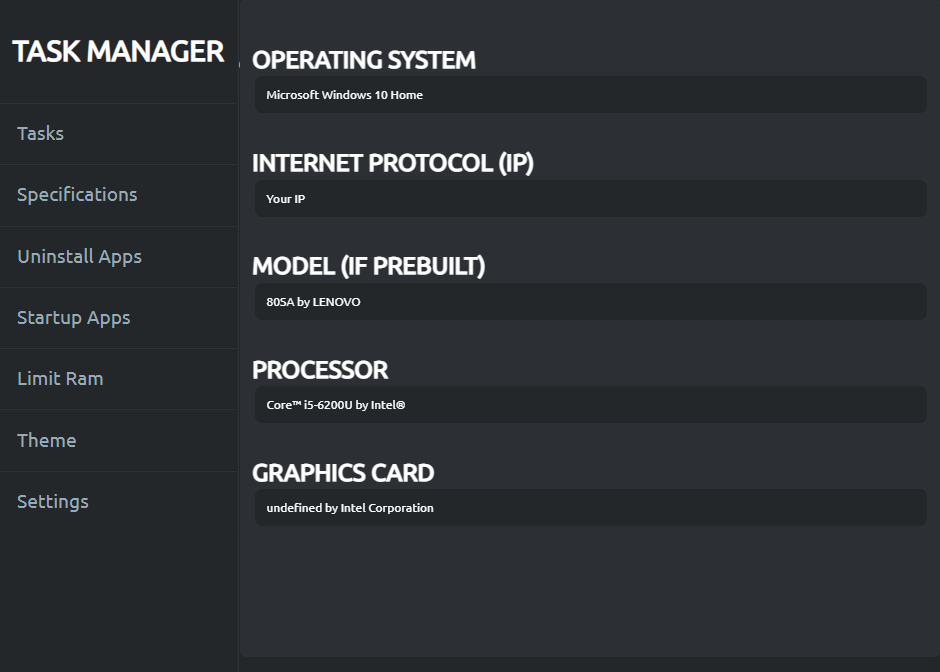 TASK MANAGER
Tasks
Specifications
Uninstall Apps
Startup Apps
Limit Ram
Theme
Settings
OPERATING SYSTEM
Microsoft Windows 10 Home
INTERNET PROTOCOL (IP)
Your IP
MODEL (IF PREBUILT)
80SA by LENOVO
PROCESSOR
Core™ i5-6200U by Intel®
GRAPHICS CARD
undefined by Intel Corporation